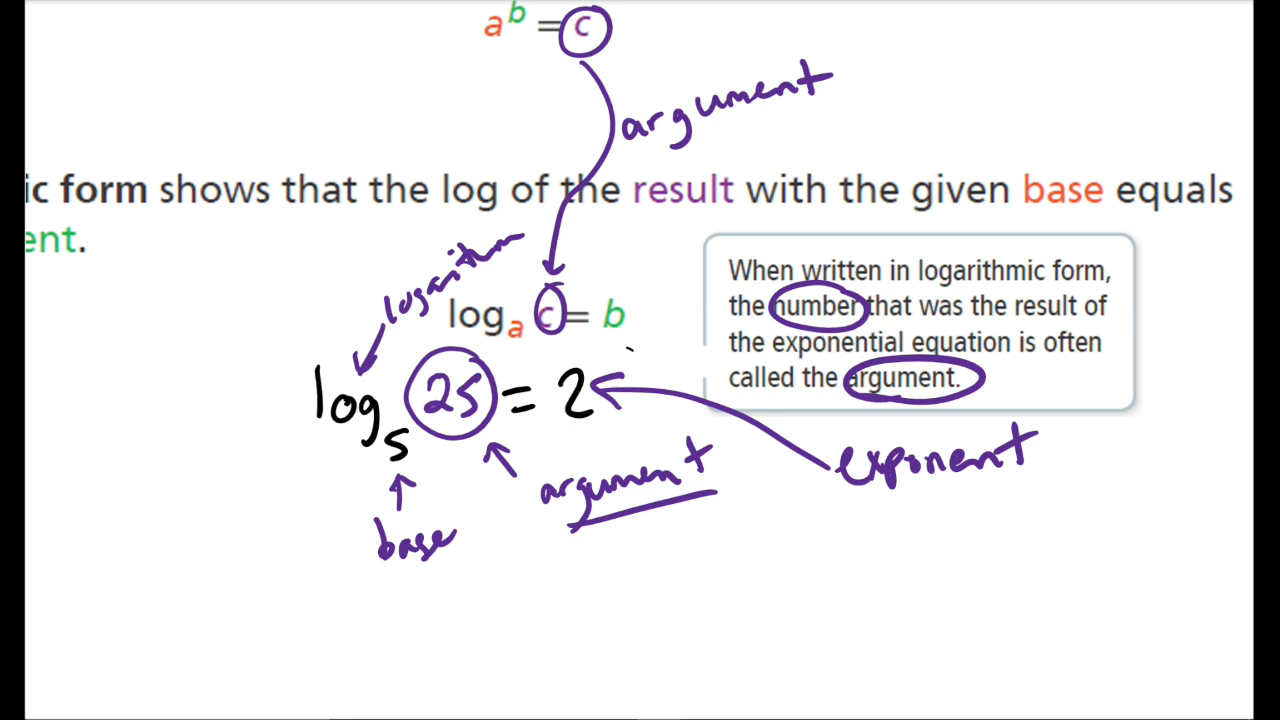 a^b = c
argument
ic form shows that the log of the result with the given base equals
ent.
logarithm
log_a c = b
When written in logarithmic form,
the number that was the result of
the exponential equation is often
called the argument.
log_5 25 = 2
exponent
argument
base